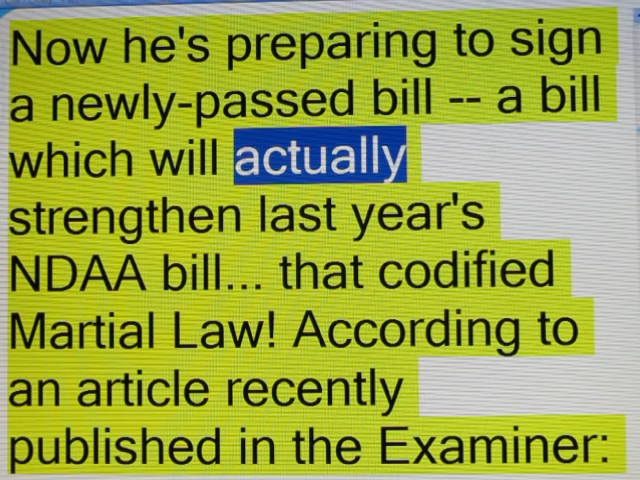 Now he's preparing to sign
a newly-passed bill -- a bill
which will actually
strengthen last year's
NDAA bill... that codified
Martial Law! According to
an article recently
published in the Examiner: